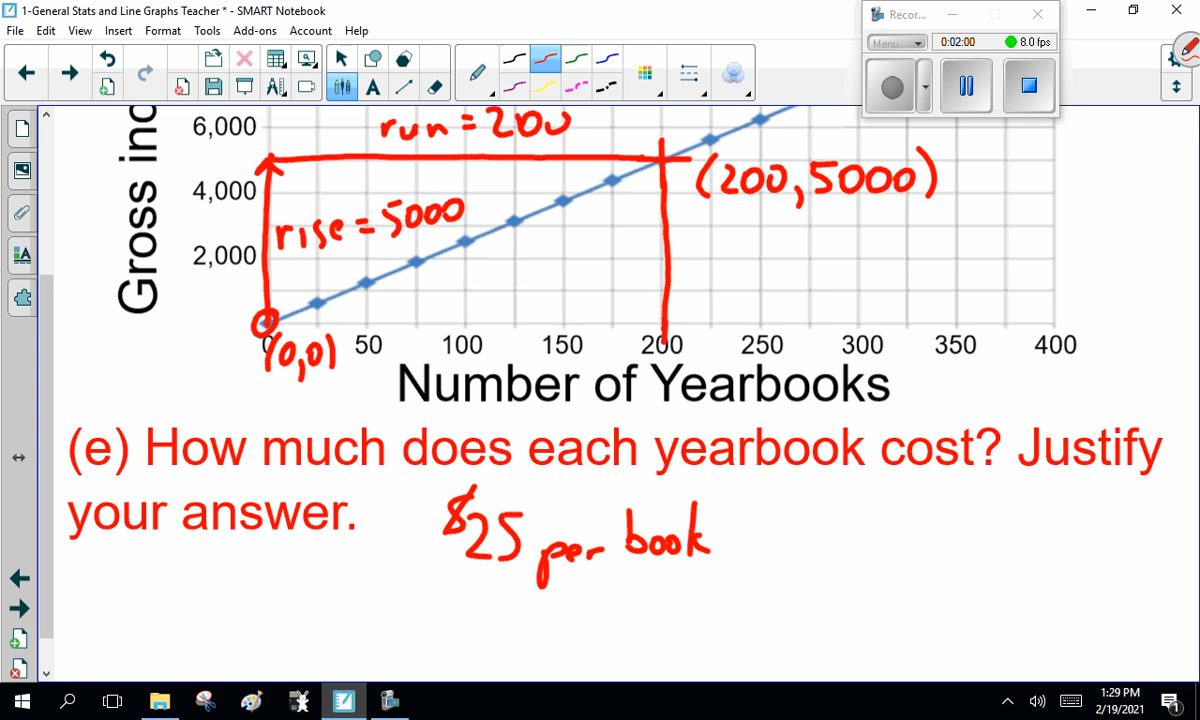 1-General Stats and Line Graphs Teacher * - SMART Notebook
Recor...
File Edit View Insert Format Tools Add-ons Account Help
Menu
0:02:00
8.0 fps
A
Gross inc
6,000
4,000
2,000
run = 200
(200, 5000)
rise = 5000
0 50 100 150 200 250 300 350 400
(0,0)
Number of Yearbooks
(e) How much does each yearbook cost? Justify
your answer.
$25 per book
1:29 PM
2/19/2021
1